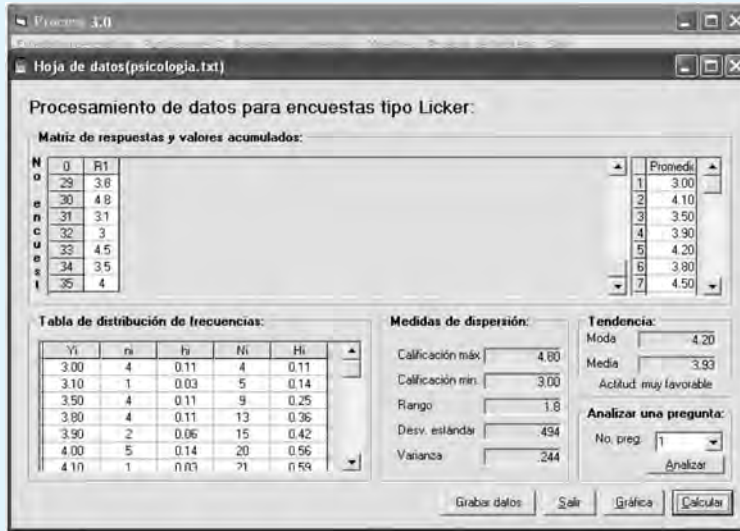 Proceso 3.0
Hoja de datos(psicologia.txt)
Procesamiento de datos para encuestas tipo Licker:
Matriz de respuestas y valores acumulados:
No encuest
0 R1
29 3.8
30 4.8
31 3.1
32 3
33 4.5
34 3.5
35 4
Promedio
1 3.00
2 4.10
3 3.50
4 3.90
5 4.20
6 3.80
7 4.50
Tabla de distribución de frecuencias:
Yi ni hi Ni Hi
3.00 4 0.11 4 0.11
3.10 1 0.03 5 0.14
3.50 4 0.11 9 0.25
3.80 4 0.11 13 0.36
3.90 2 0.06 15 0.42
4.00 5 0.14 20 0.56
4.10 1 0.03 21 0.59
Medidas de dispersión:
Calificación máx 4.80
Calificación min. 3.00
Rango 1.8
Desv. estándar .494
Varianza .244
Tendencia:
Moda 4.20
Media 3.93
Actitud: muy favorable
Analizar una pregunta:
No. preg. 1
Analizar
Grabar datos Salir Gráfica Calcular